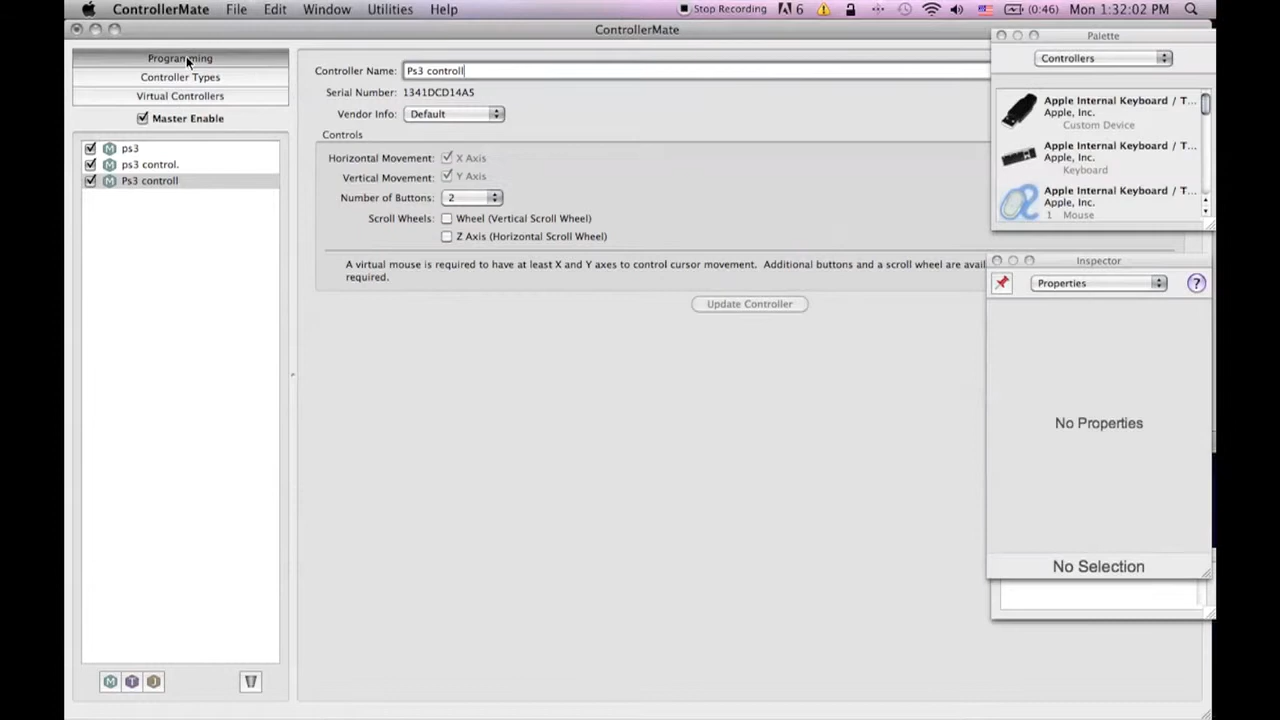 ControllerMate File Edit Window Utilities Help Stop Recording 6 (0:46) Mon 1:32:02 PM
ControllerMate
Programming
Controller Types
Virtual Controllers
Master Enable
ps3
ps3 control.
Ps3 controll
Controller Name: Ps3 controll
Serial Number: 1341DCD14A5
Vendor Info: Default
Controls
Horizontal Movement: X Axis
Vertical Movement: Y Axis
Number of Buttons: 2
Scroll Wheels: Wheel (Vertical Scroll Wheel)
Z Axis (Horizontal Scroll Wheel)
A virtual mouse is required to have at least X and Y axes to control cursor movement. Additional buttons and a scroll wheel are avail
required.
Update Controller
Palette
Controllers
Apple Internal Keyboard / T...
Apple, Inc.
Custom Device
Apple Internal Keyboard / T...
Apple, Inc.
Keyboard
Apple Internal Keyboard / T...
Apple, Inc.
1 Mouse
Inspector
Properties ?
No Properties
No Selection
M T J